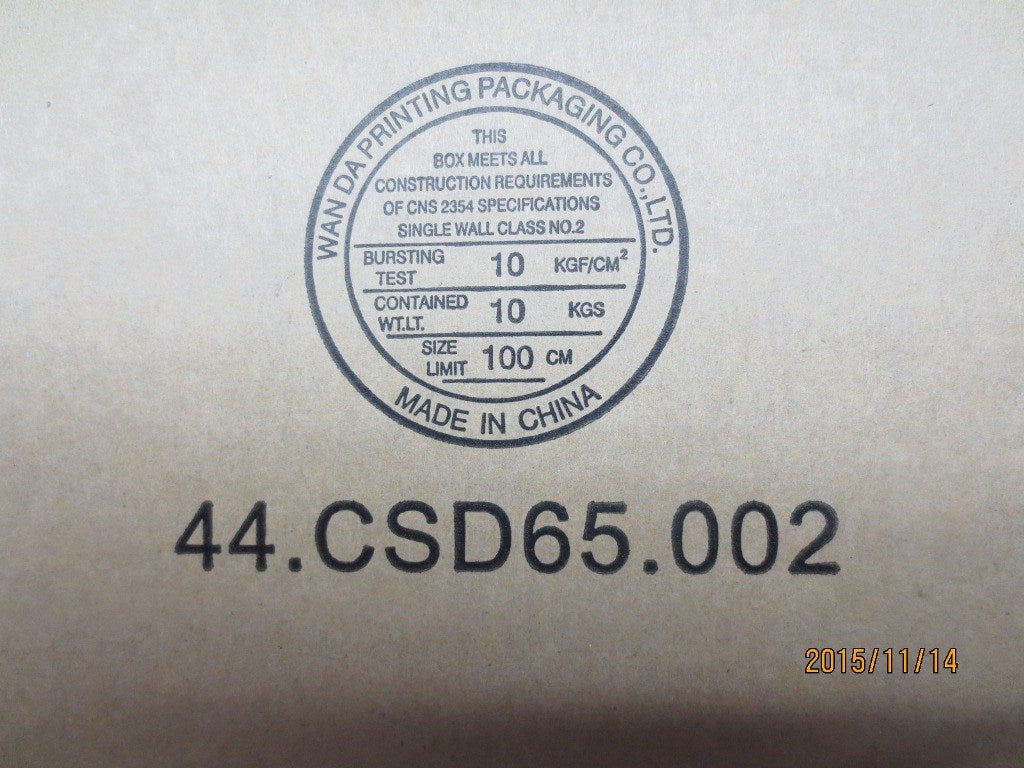 WAN DA PRINTING PACKAGING CO.,LTD.
THIS
BOX MEETS ALL
CONSTRUCTION REQUIREMENTS
OF CNS 2354 SPECIFICATIONS
SINGLE WALL CLASS NO.2
BURSTING TEST 10 KGF/CM²
CONTAINED WT.LT. 10 KGS
SIZE LIMIT 100 CM
MADE IN CHINA
44.CSD65.002
2015/11/14